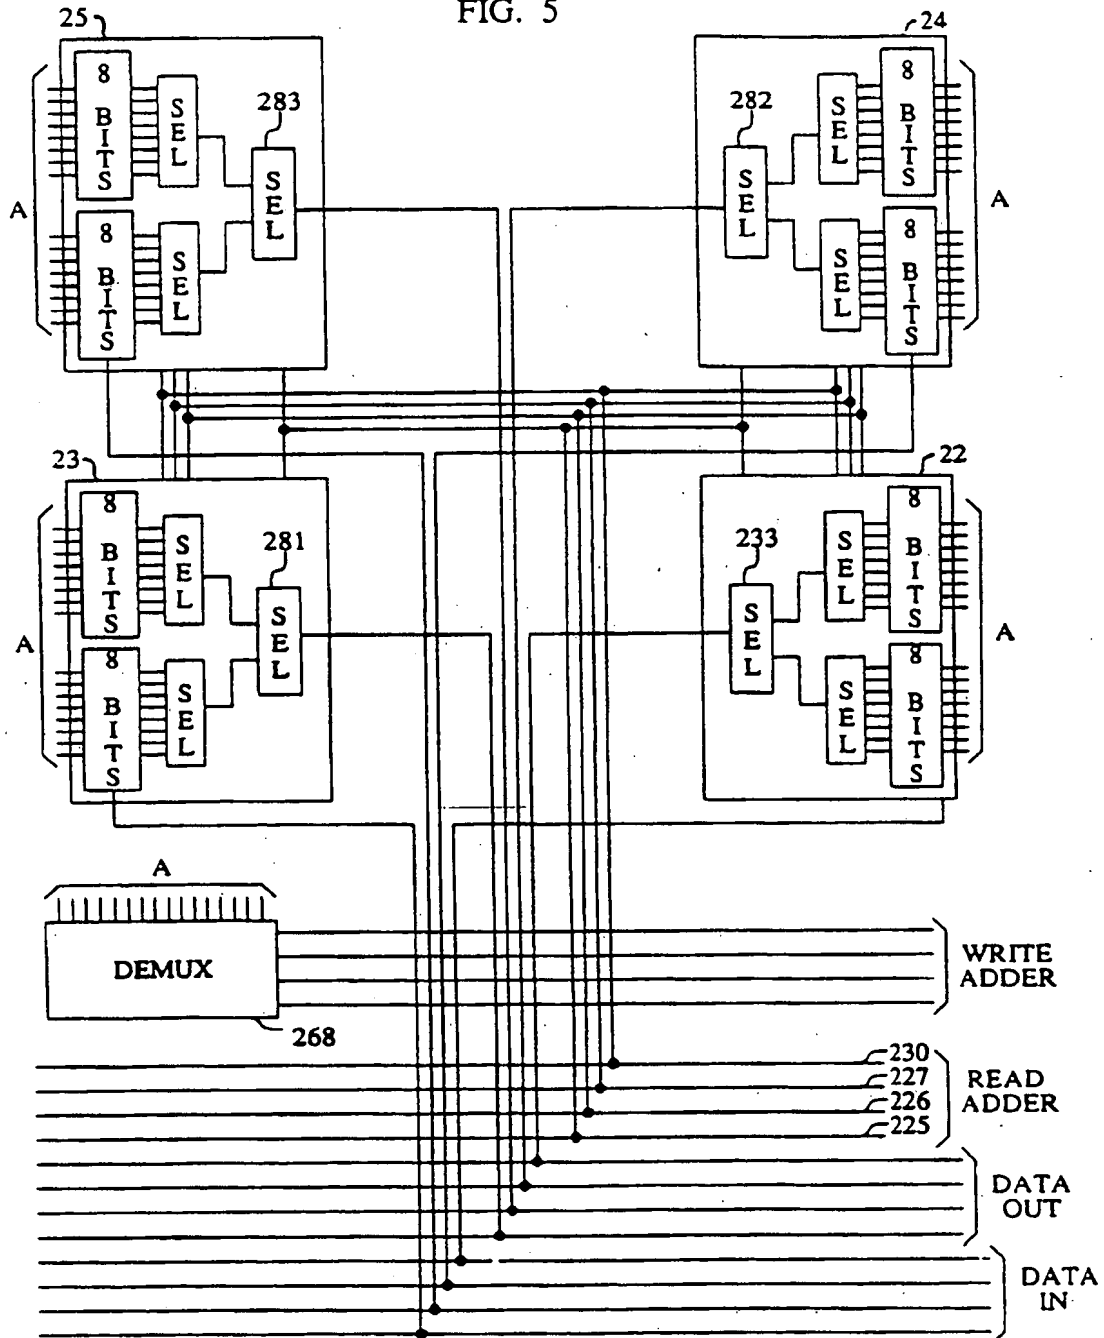 FIG. 5
25
24
8 BITS
SEL
283
SEL
8 BITS
SEL
A
282
SEL
SEL
8 BITS
SEL
8 BITS
A
23
22
8 BITS
SEL
281
SEL
8 BITS
SEL
A
233
SEL
SEL
8 BITS
SEL
8 BITS
A
A
DEMUX
268
WRITE
ADDER
230
227
226
225
READ
ADDER
DATA
OUT
DATA
IN